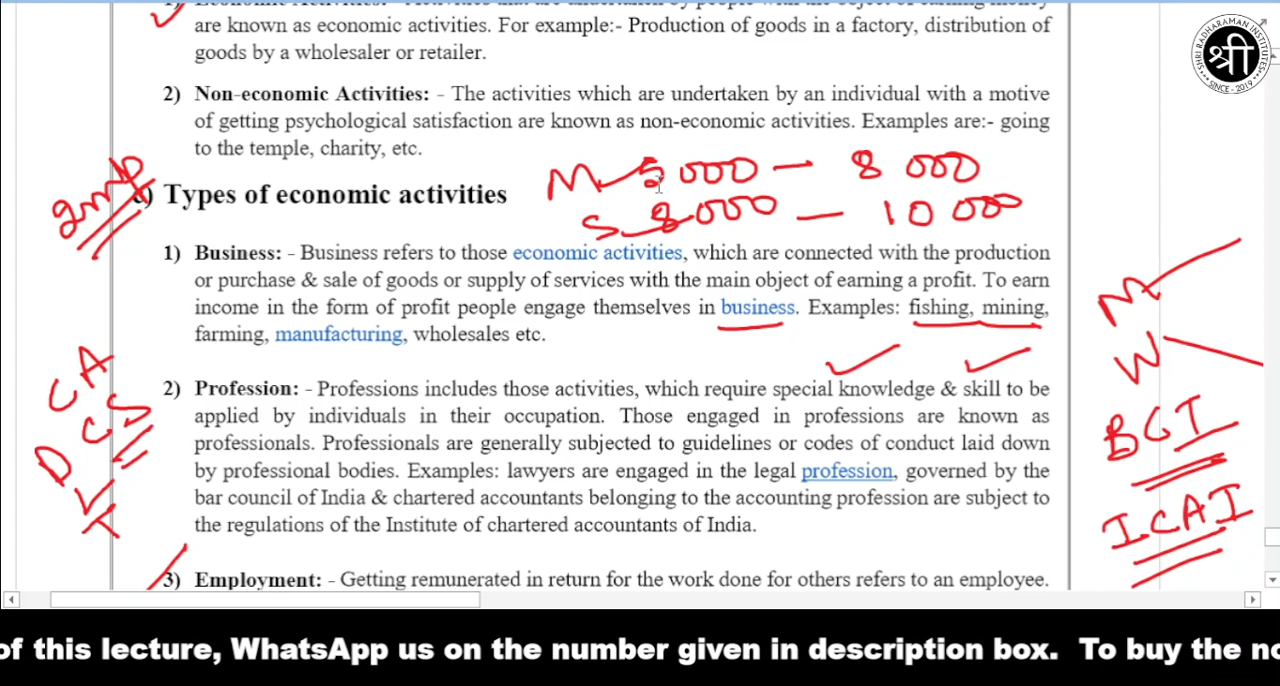 are known as economic activities. For example:- Production of goods in a factory, distribution of
goods by a wholesaler or retailer.
2) Non-economic Activities: - The activities which are undertaken by an individual with a motive
of getting psychological satisfaction are known as non-economic activities. Examples are:- going
to the temple, charity, etc.
M 5000 - 8000
S 8000 - 10000
Types of economic activities
1) Business: - Business refers to those economic activities, which are connected with the production
or purchase & sale of goods or supply of services with the main object of earning a profit. To earn
income in the form of profit people engage themselves in business. Examples: fishing, mining,
farming, manufacturing, wholesales etc.
2) Profession: - Professions includes those activities, which require special knowledge & skill to be
applied by individuals in their occupation. Those engaged in professions are known as
professionals. Professionals are generally subjected to guidelines or codes of conduct laid down
by professional bodies. Examples: lawyers are engaged in the legal profession, governed by the
bar council of India & chartered accountants belonging to the accounting profession are subject to
the regulations of the Institute of chartered accountants of India.
3) Employment: - Getting remunerated in return for the work done for others refers to an employee.
CA
CS
D
M
W
BCI
ICAI
SHRI RADHARAMAN INSTITUTES
श्री
SINCE - 2019
of this lecture, WhatsApp us on the number given in description box. To buy the no